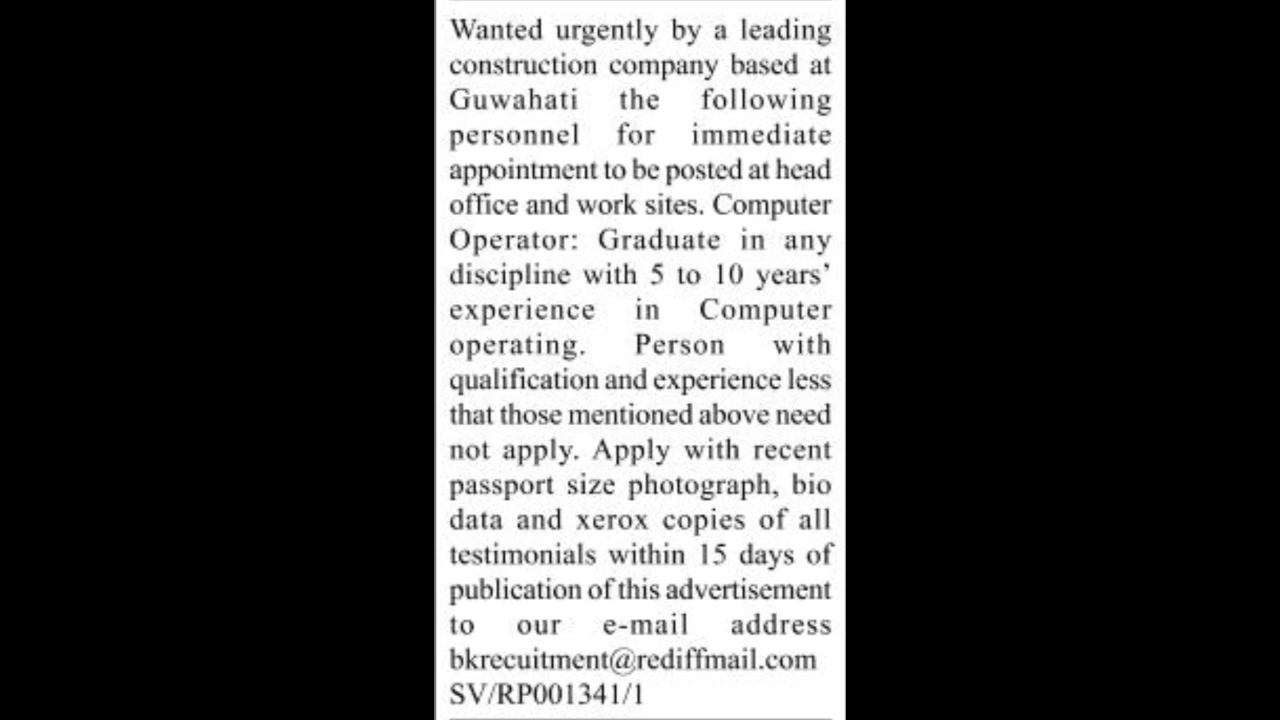 Wanted urgently by a leading
construction company based at
Guwahati the following
personnel for immediate
appointment to be posted at head
office and work sites. Computer
Operator: Graduate in any
discipline with 5 to 10 years’
experience in Computer
operating. Person with
qualification and experience less
that those mentioned above need
not apply. Apply with recent
passport size photograph, bio
data and xerox copies of all
testimonials within 15 days of
publication of this advertisement
to our e-mail address
bkrecuitment@rediffmail.com
SV/RP001341/1